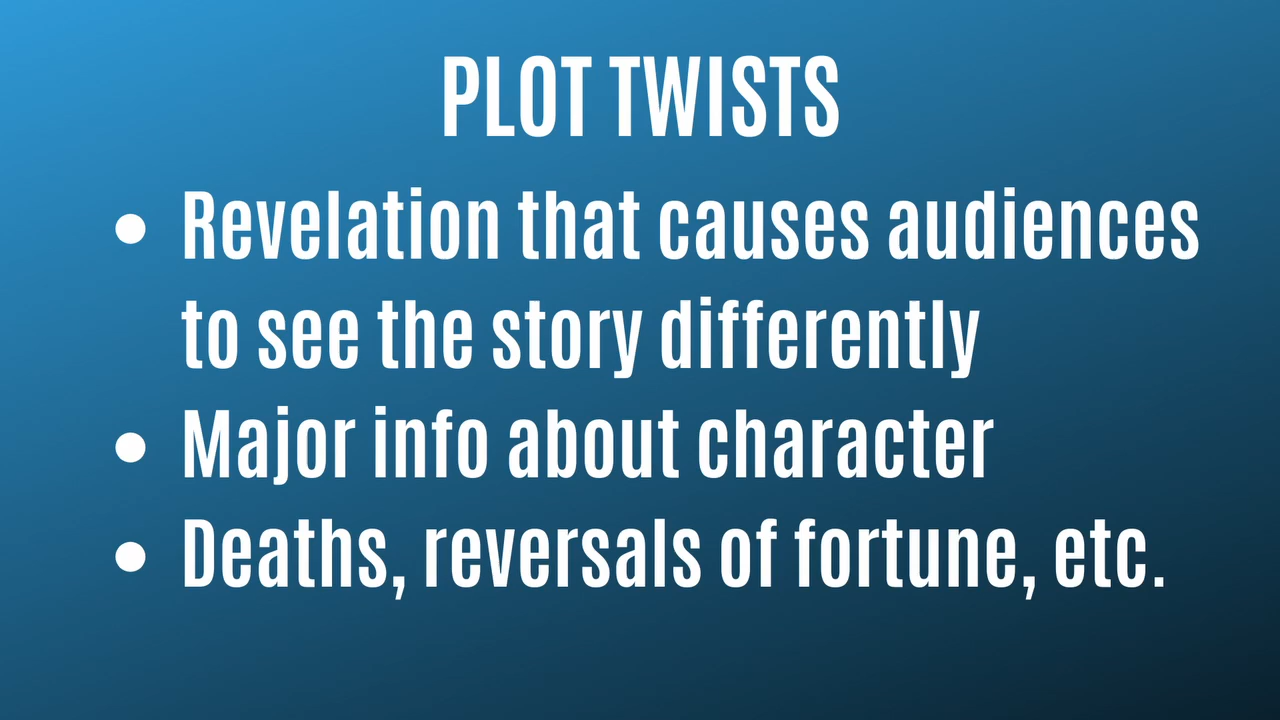 PLOT TWISTS
• Revelation that causes audiences
to see the story differently
• Major info about character
• Deaths, reversals of fortune, etc.